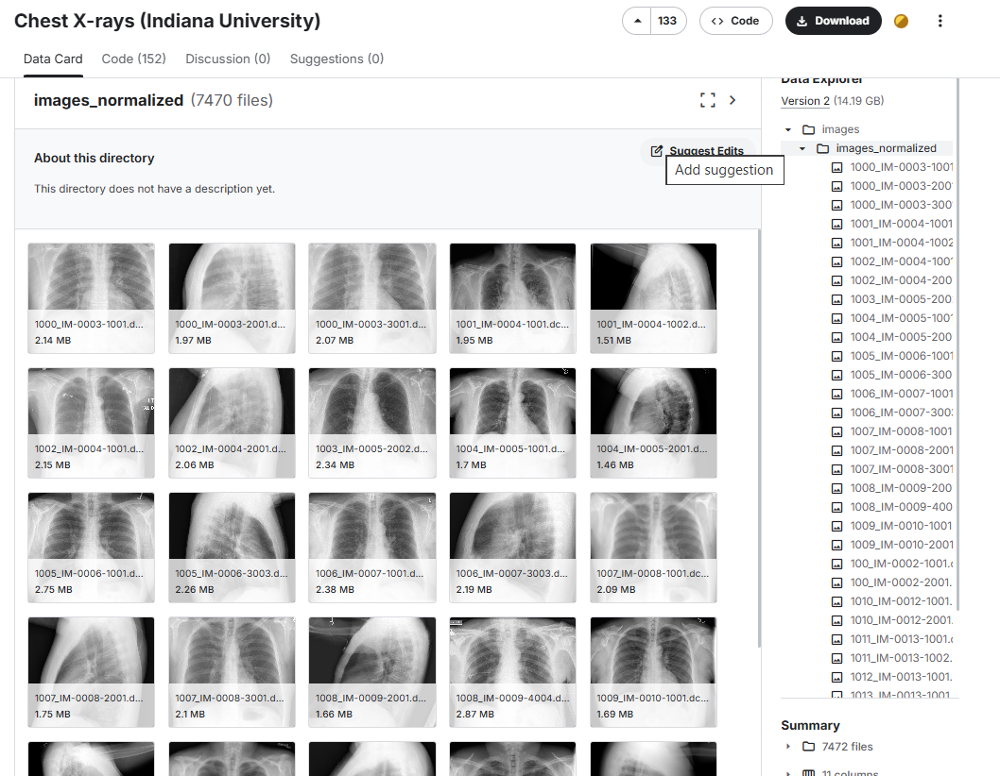 Chest X-rays (Indiana University)
133
Code
Download
Data Card
Code (152)
Discussion (0)
Suggestions (0)
images_normalized (7470 files)
About this directory
Suggest Edits
Add suggestion
This directory does not have a description yet.
1000_IM-0003-1001.d...
2.14 MB
1000_IM-0003-2001.d...
1.97 MB
1000_IM-0003-3001.d...
2.07 MB
1001_IM-0004-1001.dc...
1.95 MB
1001_IM-0004-1002.d...
1.51 MB
1002_IM-0004-1001.d...
2.15 MB
1002_IM-0004-2001.d...
2.06 MB
1003_IM-0005-2002.d...
2.34 MB
1004_IM-0005-1001.d...
1.7 MB
1004_IM-0005-2001.d...
1.46 MB
1005_IM-0006-1001.d...
2.75 MB
1005_IM-0006-3003.d...
2.26 MB
1006_IM-0007-1001.d...
2.38 MB
1006_IM-0007-3003.d...
2.19 MB
1007_IM-0008-1001.dc...
2.09 MB
1007_IM-0008-2001.d...
1.75 MB
1007_IM-0008-3001.d...
2.1 MB
1008_IM-0009-2001.d...
1.66 MB
1008_IM-0009-4004.d...
2.87 MB
1009_IM-0010-1001.dc...
1.69 MB
Data Explorer
Version 2 (14.19 GB)
images
images_normalized
1000_IM-0003-1001
1000_IM-0003-200
1000_IM-0003-300
1001_IM-0004-1001
1001_IM-0004-1002
1002_IM-0004-100
1002_IM-0004-200
1003_IM-0005-200
1004_IM-0005-100
1004_IM-0005-200
1005_IM-0006-1001
1005_IM-0006-300
1006_IM-0007-1001
1006_IM-0007-300
1007_IM-0008-1001
1007_IM-0008-2001
1007_IM-0008-3001
1008_IM-0009-200
1008_IM-0009-400
1009_IM-0010-1001
1009_IM-0010-2001
100_IM-0002-1001.
100_IM-0002-2001.
1010_IM-0012-1001.
1010_IM-0012-2001.
1011_IM-0013-1001.
1011_IM-0013-1002.
1012_IM-0013-1001.
1013_IM-0013-1001
Summary
7472 files
11 columns